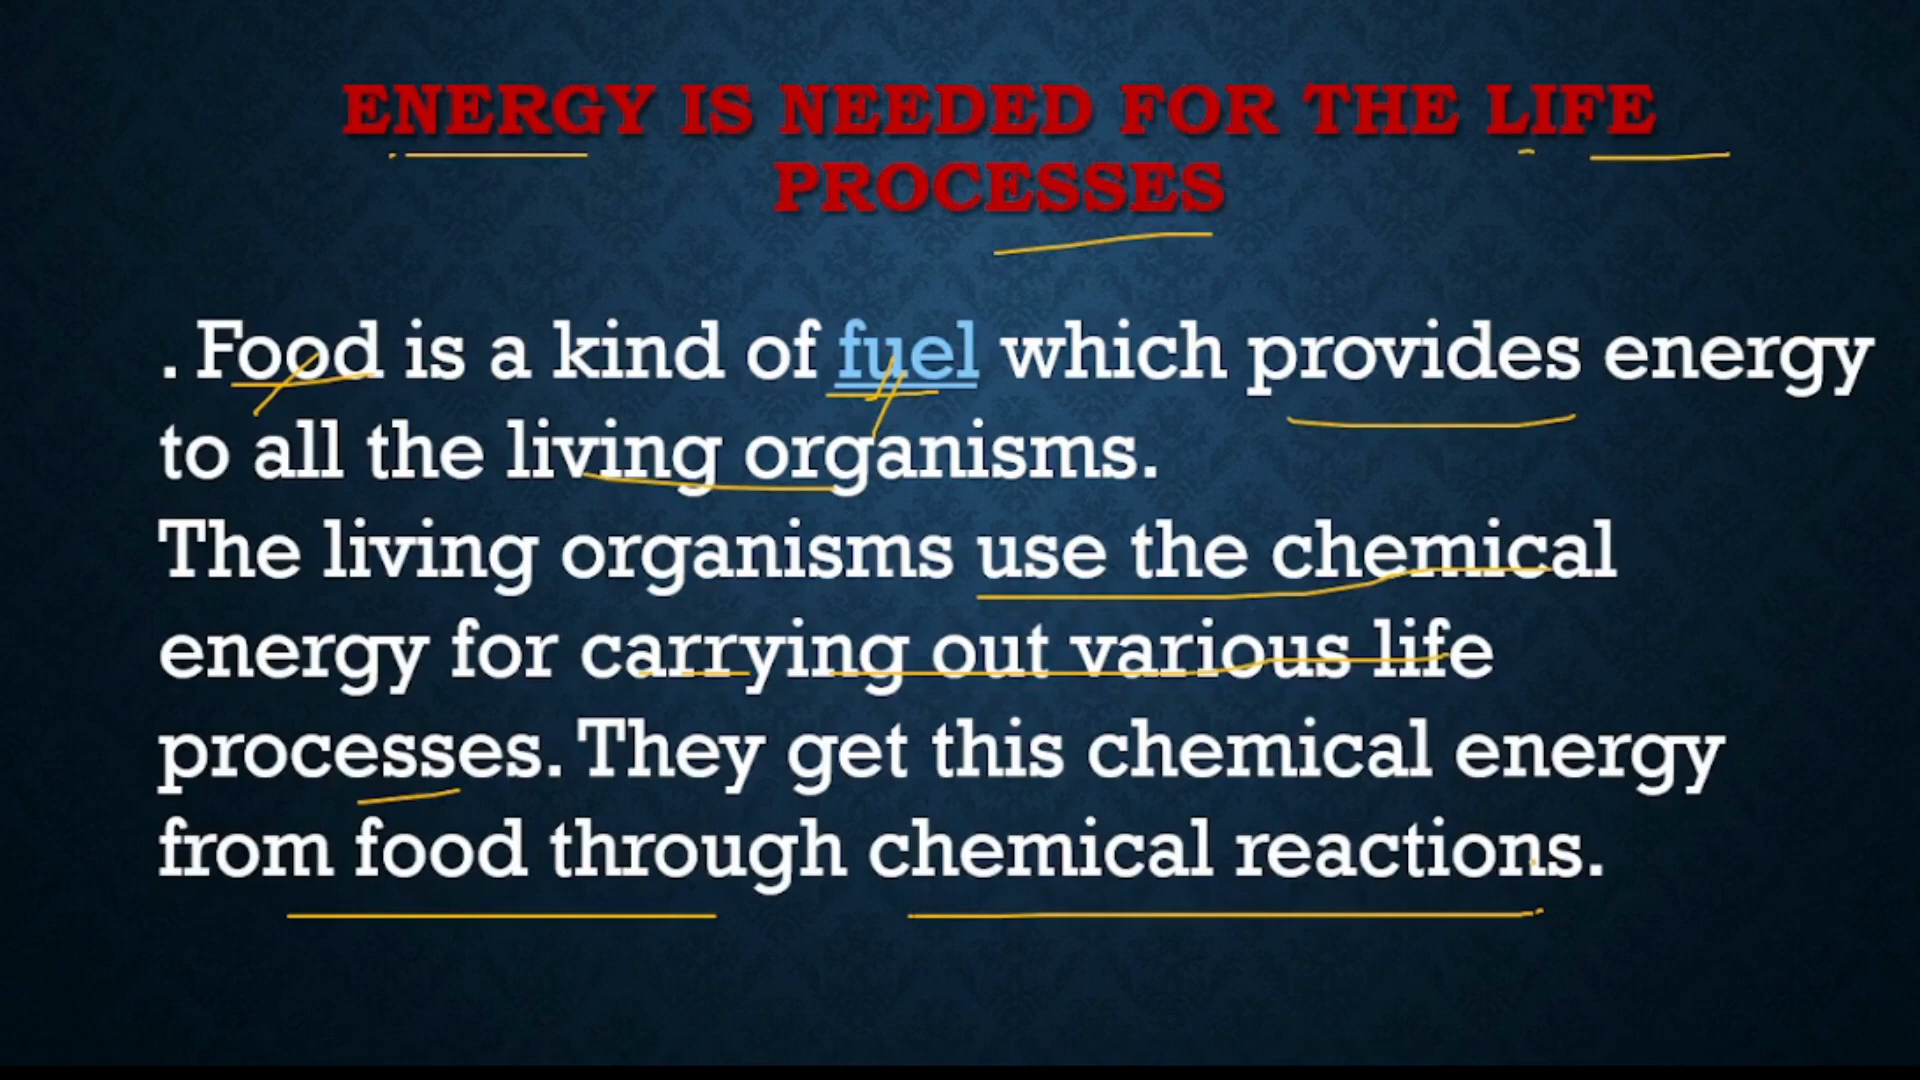 ENERGY IS NEEDED FOR THE LIFE
PROCESSES
. Food is a kind of fuel which provides energy
to all the living organisms.
The living organisms use the chemical
energy for carrying out various life
processes. They get this chemical energy
from food through chemical reactions.